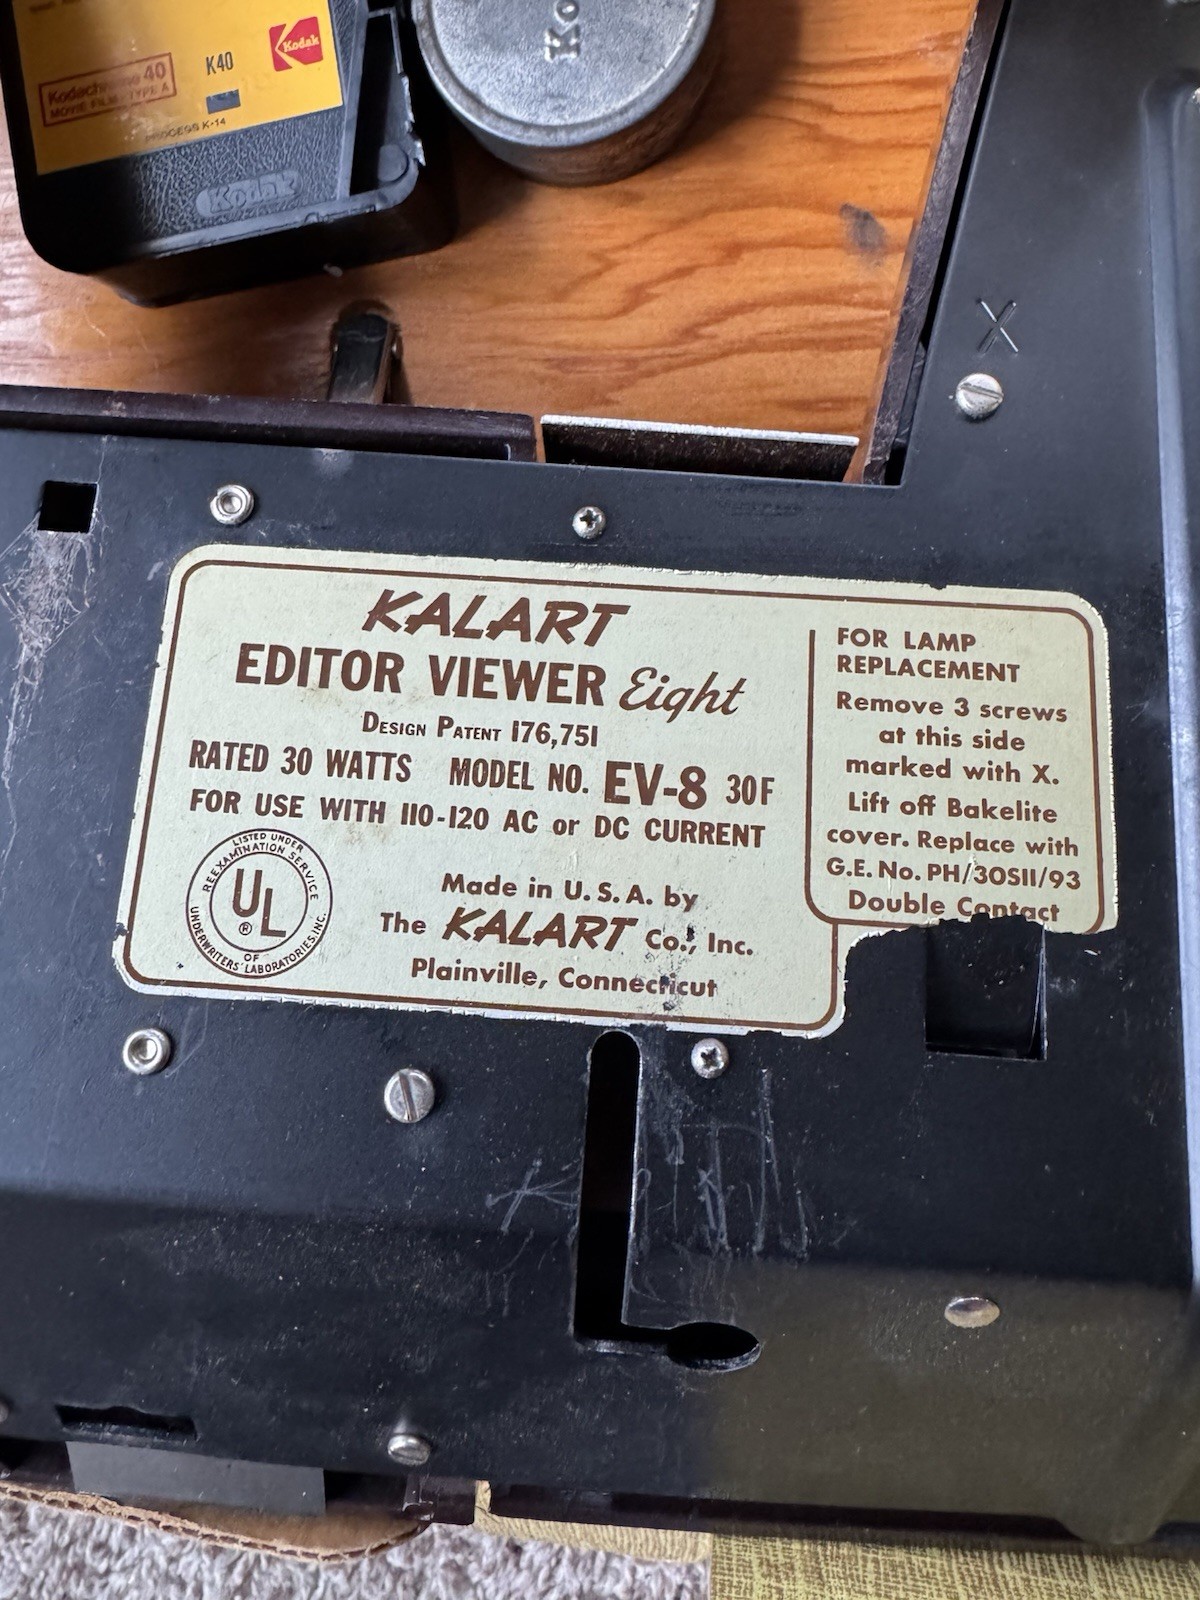 Kodak
K40
Kodachrome 40
MOVIE FILM TYPE A
PROCESS K-14
Kodak
Ko
X
KALART
EDITOR VIEWER Eight
DESIGN PATENT 176,751
RATED 30 WATTS MODEL NO. EV-8 30F
FOR USE WITH 110-120 AC or DC CURRENT
LISTED UNDER
REEXAMINATION SERVICE
UL
®
OF
UNDERWRITERS' LABORATORIES, INC.
Made in U. S. A. by
The KALART Co., Inc.
Plainville, Connecticut
FOR LAMP
REPLACEMENT
Remove 3 screws
at this side
marked with X.
Lift off Bakelite
cover. Replace with
G.E. No. PH/30S11/93
Double Contact